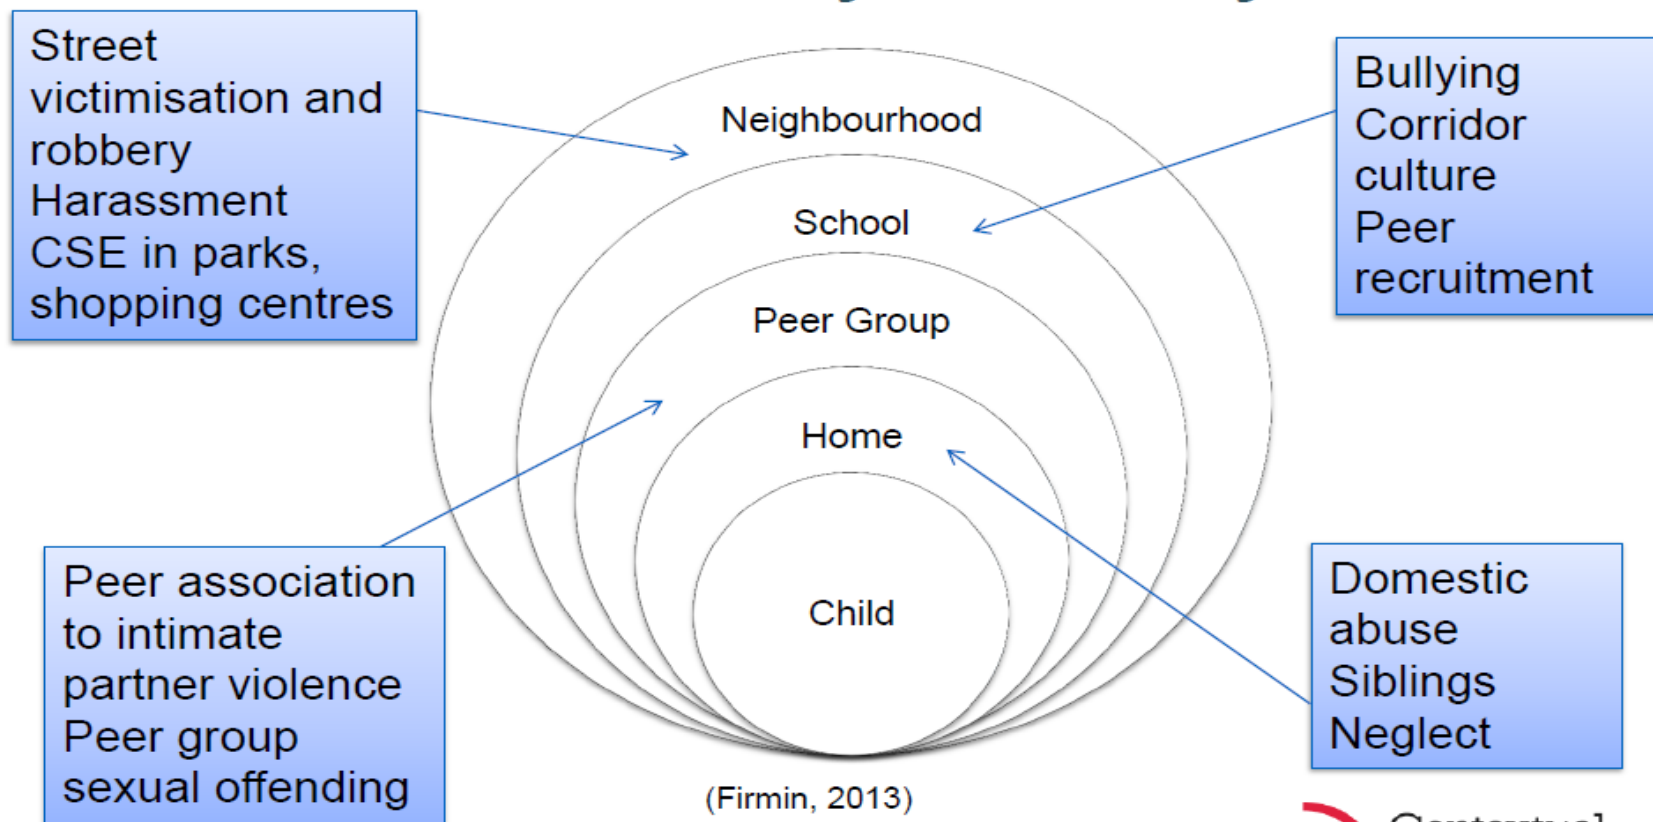 Street
victimisation and
robbery
Harassment
CSE in parks,
shopping centres
Neighbourhood
School
Peer Group
Home
Child
Bullying
Corridor
culture
Peer
recruitment
Peer association
to intimate
partner violence
Peer group
sexual offending
Domestic
abuse
Siblings
Neglect
(Firmin, 2013)